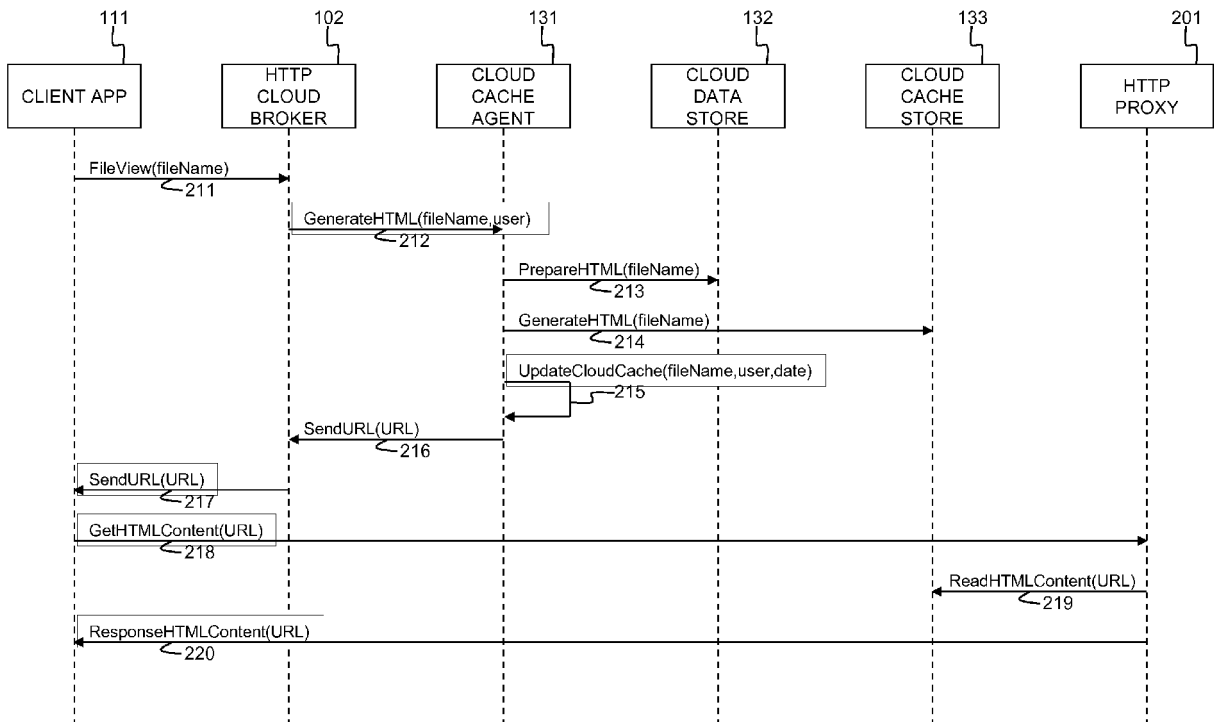 111
102
131
132
133
201
CLIENT APP
HTTP
CLOUD
BROKER
CLOUD
CACHE
AGENT
CLOUD
DATA
STORE
CLOUD
CACHE
STORE
HTTP
PROXY
FileView(fileName)
211
GenerateHTML(fileName,user)
212
PrepareHTML(fileName)
213
GenerateHTML(fileName)
214
UpdateCloudCache(fileName,user,date)
215
SendURL(URL)
216
SendURL(URL)
217
GetHTMLContent(URL)
218
ReadHTMLContent(URL)
219
ResponseHTMLContent(URL)
220